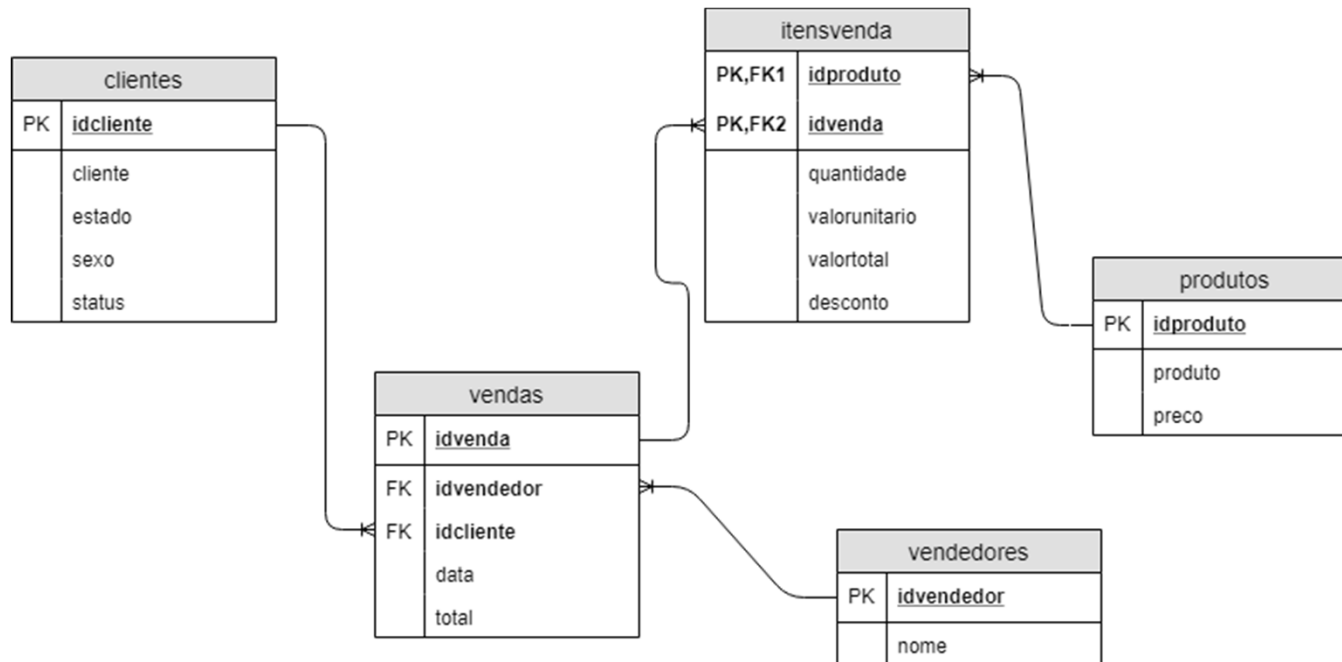 clientes
PK idcliente
cliente
estado
sexo
status
itensvenda
PK,FK1 idproduto
PK,FK2 idvenda
quantidade
valorunitario
valortotal
desconto
produtos
PK idproduto
produto
preco
vendas
PK idvenda
FK idvendedor
FK idcliente
data
total
vendedores
PK idvendedor
nome